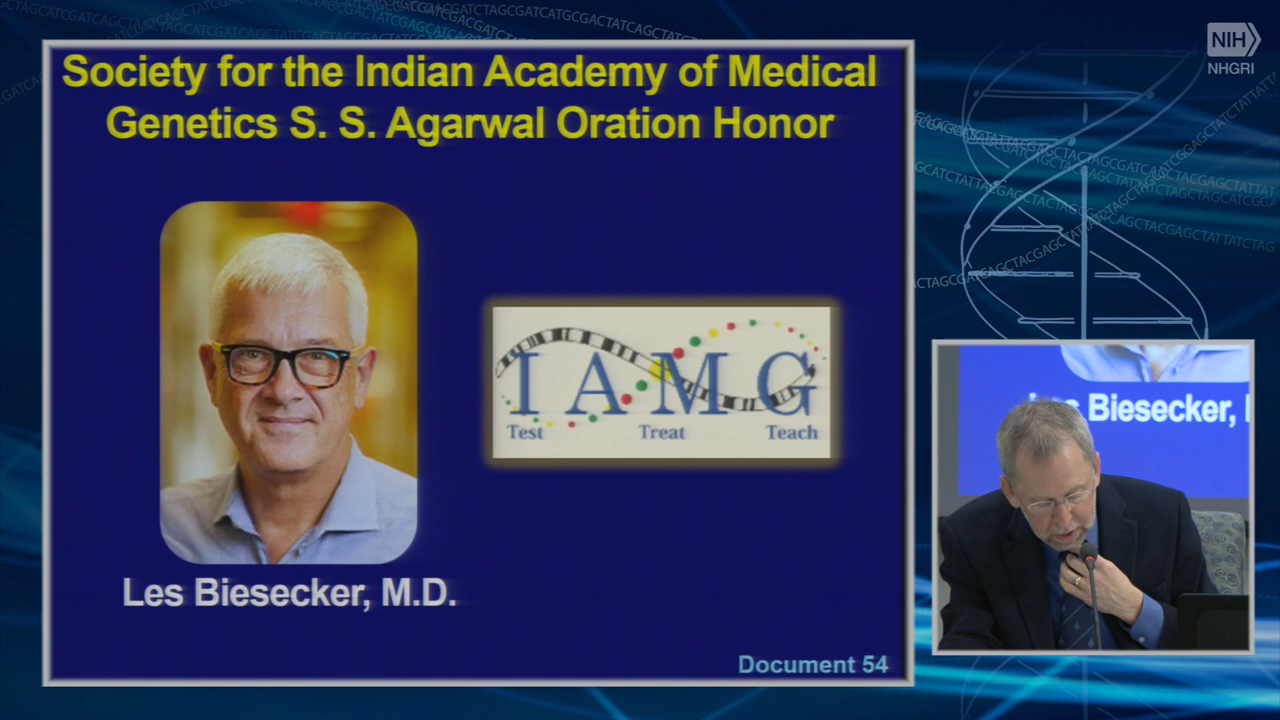 NIH
NHGRI
Society for the Indian Academy of Medical
Genetics S. S. Agarwal Oration Honor
I A M G
Test Treat Teach
Les Biesecker, M.D.
Document 54
Les Biesecker,